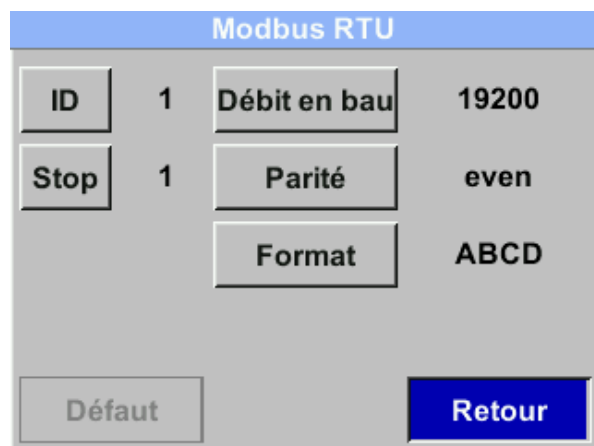 Modbus RTU
ID 1 Débit en bau 19200
Stop 1 Parité even
Format ABCD
Défaut Retour